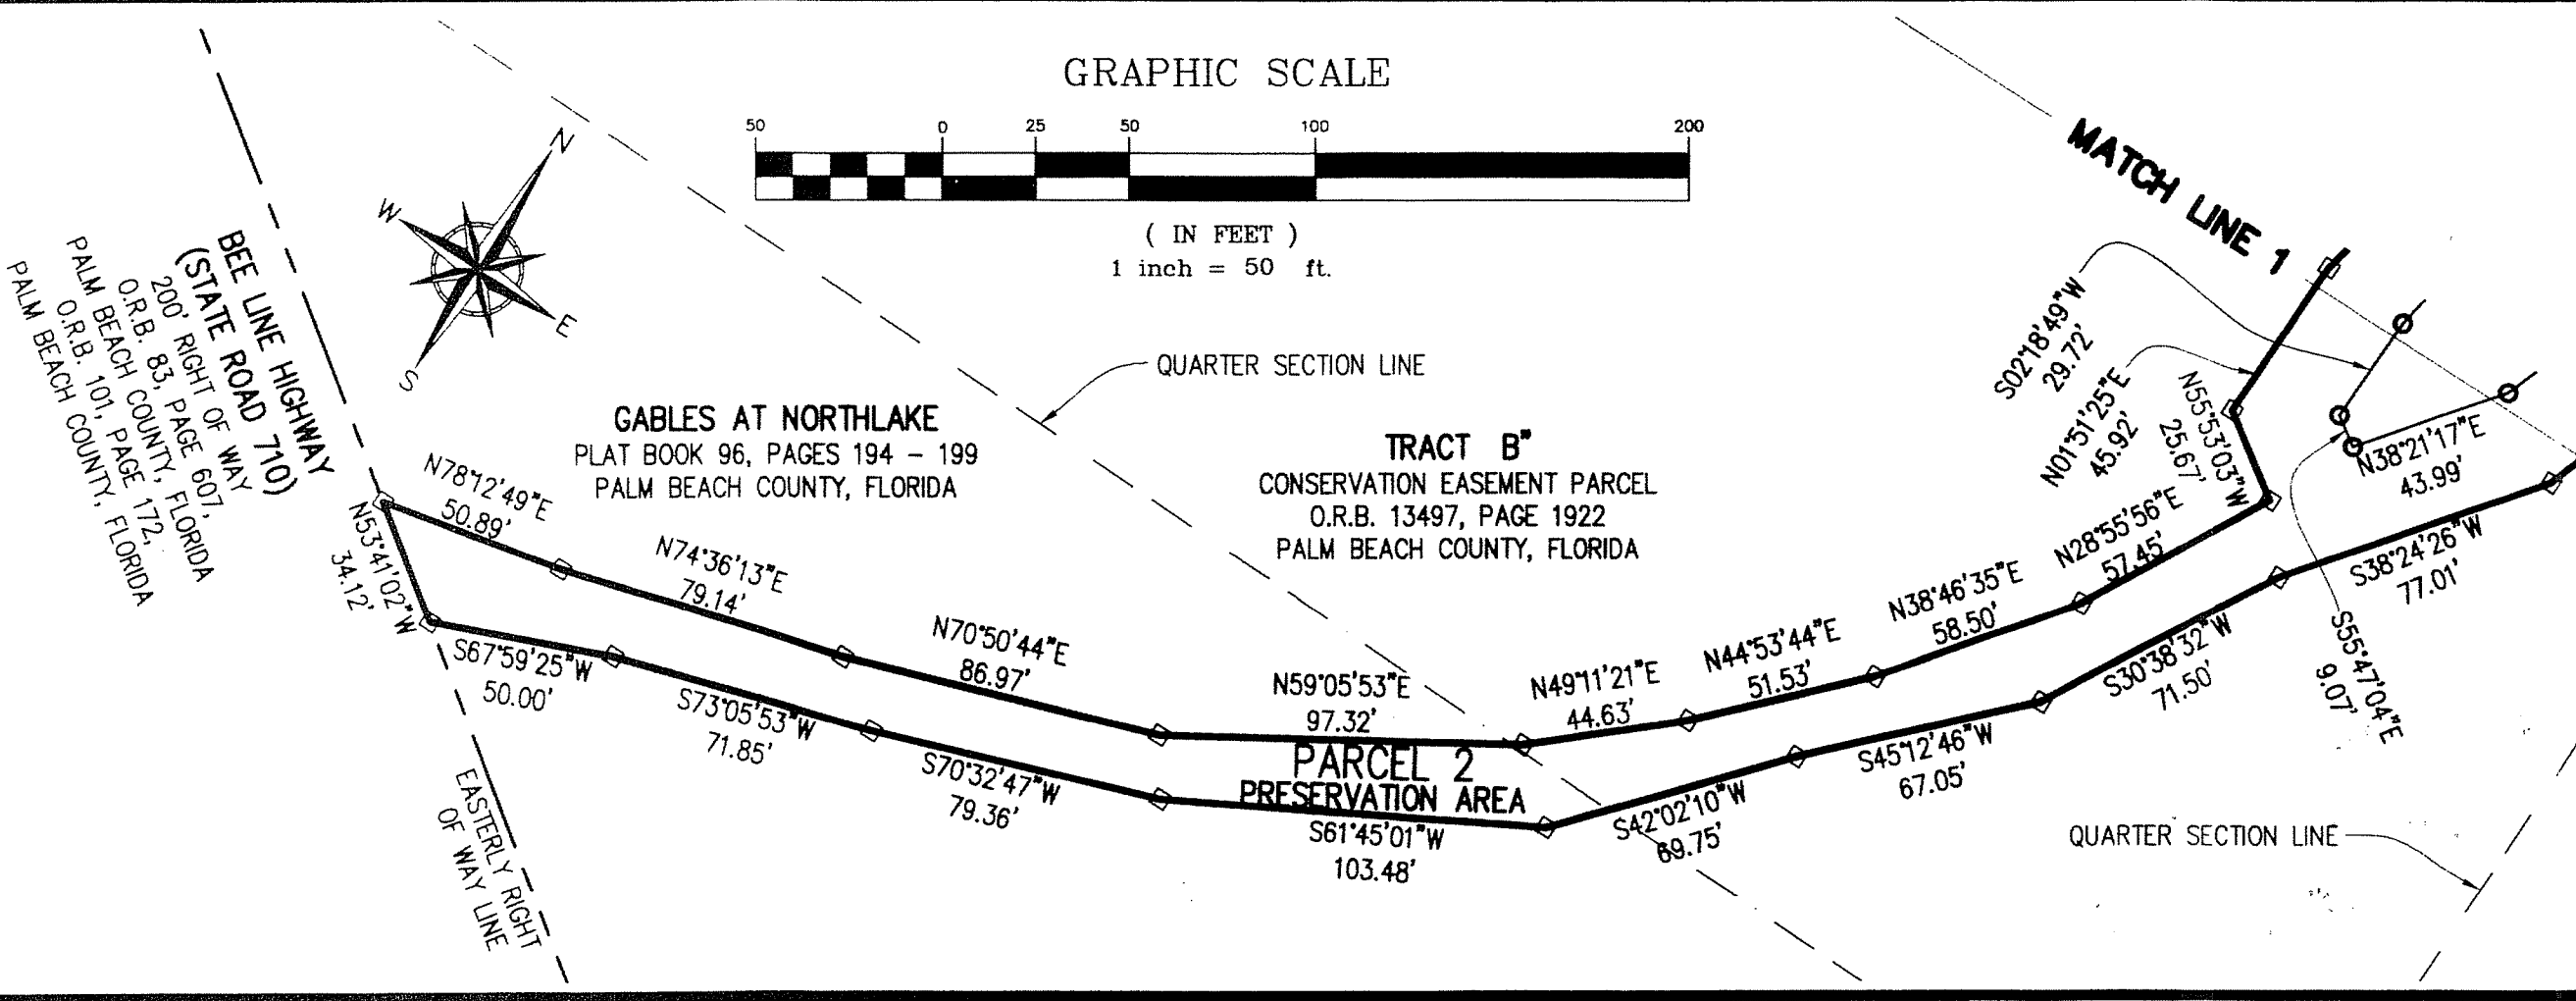 GRAPHIC SCALE
50 0 25 50 100 200
( IN FEET )
1 inch = 50 ft.
N
W
E
S
MATCH LINE 1
BEE LINE HIGHWAY
(STATE ROAD 710)
200' RIGHT OF WAY
O.R.B. 83, PAGE 607,
PALM BEACH COUNTY, FLORIDA
O.R.B. 101, PAGE 172,
PALM BEACH COUNTY, FLORIDA
QUARTER SECTION LINE
GABLES AT NORTHLAKE
PLAT BOOK 96, PAGES 194 - 199
PALM BEACH COUNTY, FLORIDA
TRACT B"
CONSERVATION EASEMENT PARCEL
O.R.B. 13497, PAGE 1922
PALM BEACH COUNTY, FLORIDA
S02°18'49"W
29.72'
N01°51'25"E
45.92'
N55°53'03"W
25.67'
N38°21'17"E
43.99'
N78°12'49"E
50.89'
N74°36'13"E
79.14'
N70°50'44"E
86.97'
N59°05'53"E
97.32'
N49°11'21"E
44.63'
N44°53'44"E
51.53'
N38°46'35"E
58.50'
N28°55'56"E
57.45'
N53°41'02"W
34.12'
S67°59'25"W
50.00'
S73°05'53"W
71.85'
S70°32'47"W
79.36'
PARCEL 2
PRESERVATION AREA
S61°45'01"W
103.48'
S42°02'10"W
69.75'
S45°12'46"W
67.05'
S30°38'32"W
71.50'
S38°24'26"W
77.01'
S55°47'04"E
9.07'
EASTERLY RIGHT
OF WAY LINE
QUARTER SECTION LINE